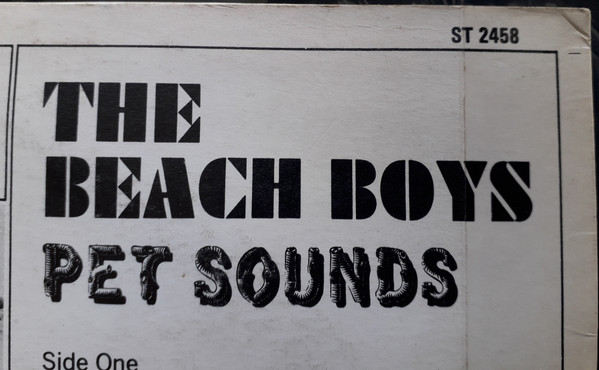 ST 2458
THE
BEACH BOYS
PET SOUNDS
Side One